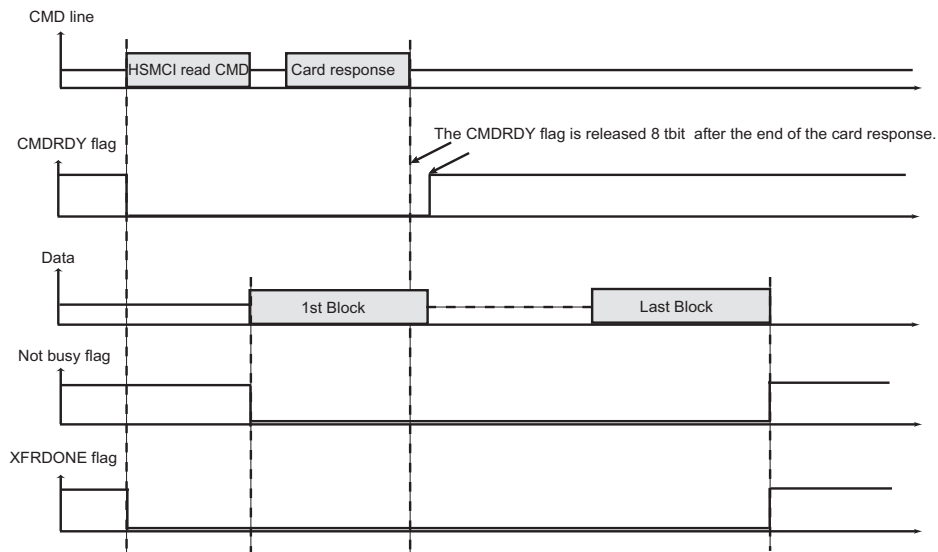 CMD line
HSMCI read CMD
Card response
The CMDRDY flag is released 8 tbit after the end of the card response.
CMDRDY flag
Data
1st Block
Last Block
Not busy flag
XFRDONE flag